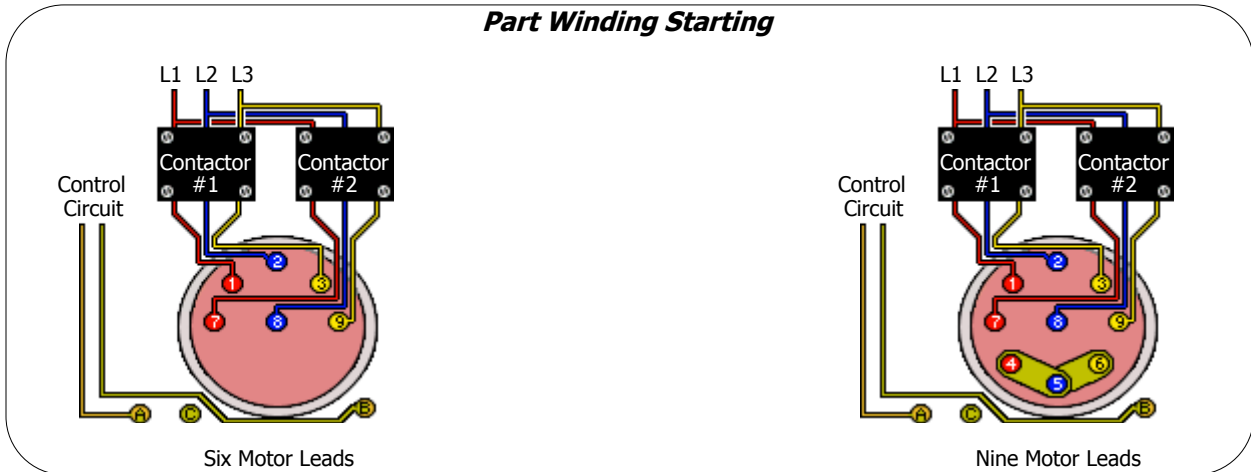 Part Winding Starting
L1 L2 L3
Contactor
#1
Contactor
#2
Control
Circuit
2
1
3
7
8
9
A
C
B
Six Motor Leads
L1 L2 L3
Contactor
#1
Contactor
#2
Control
Circuit
2
1
3
7
8
9
4
6
5
A
C
B
Nine Motor Leads